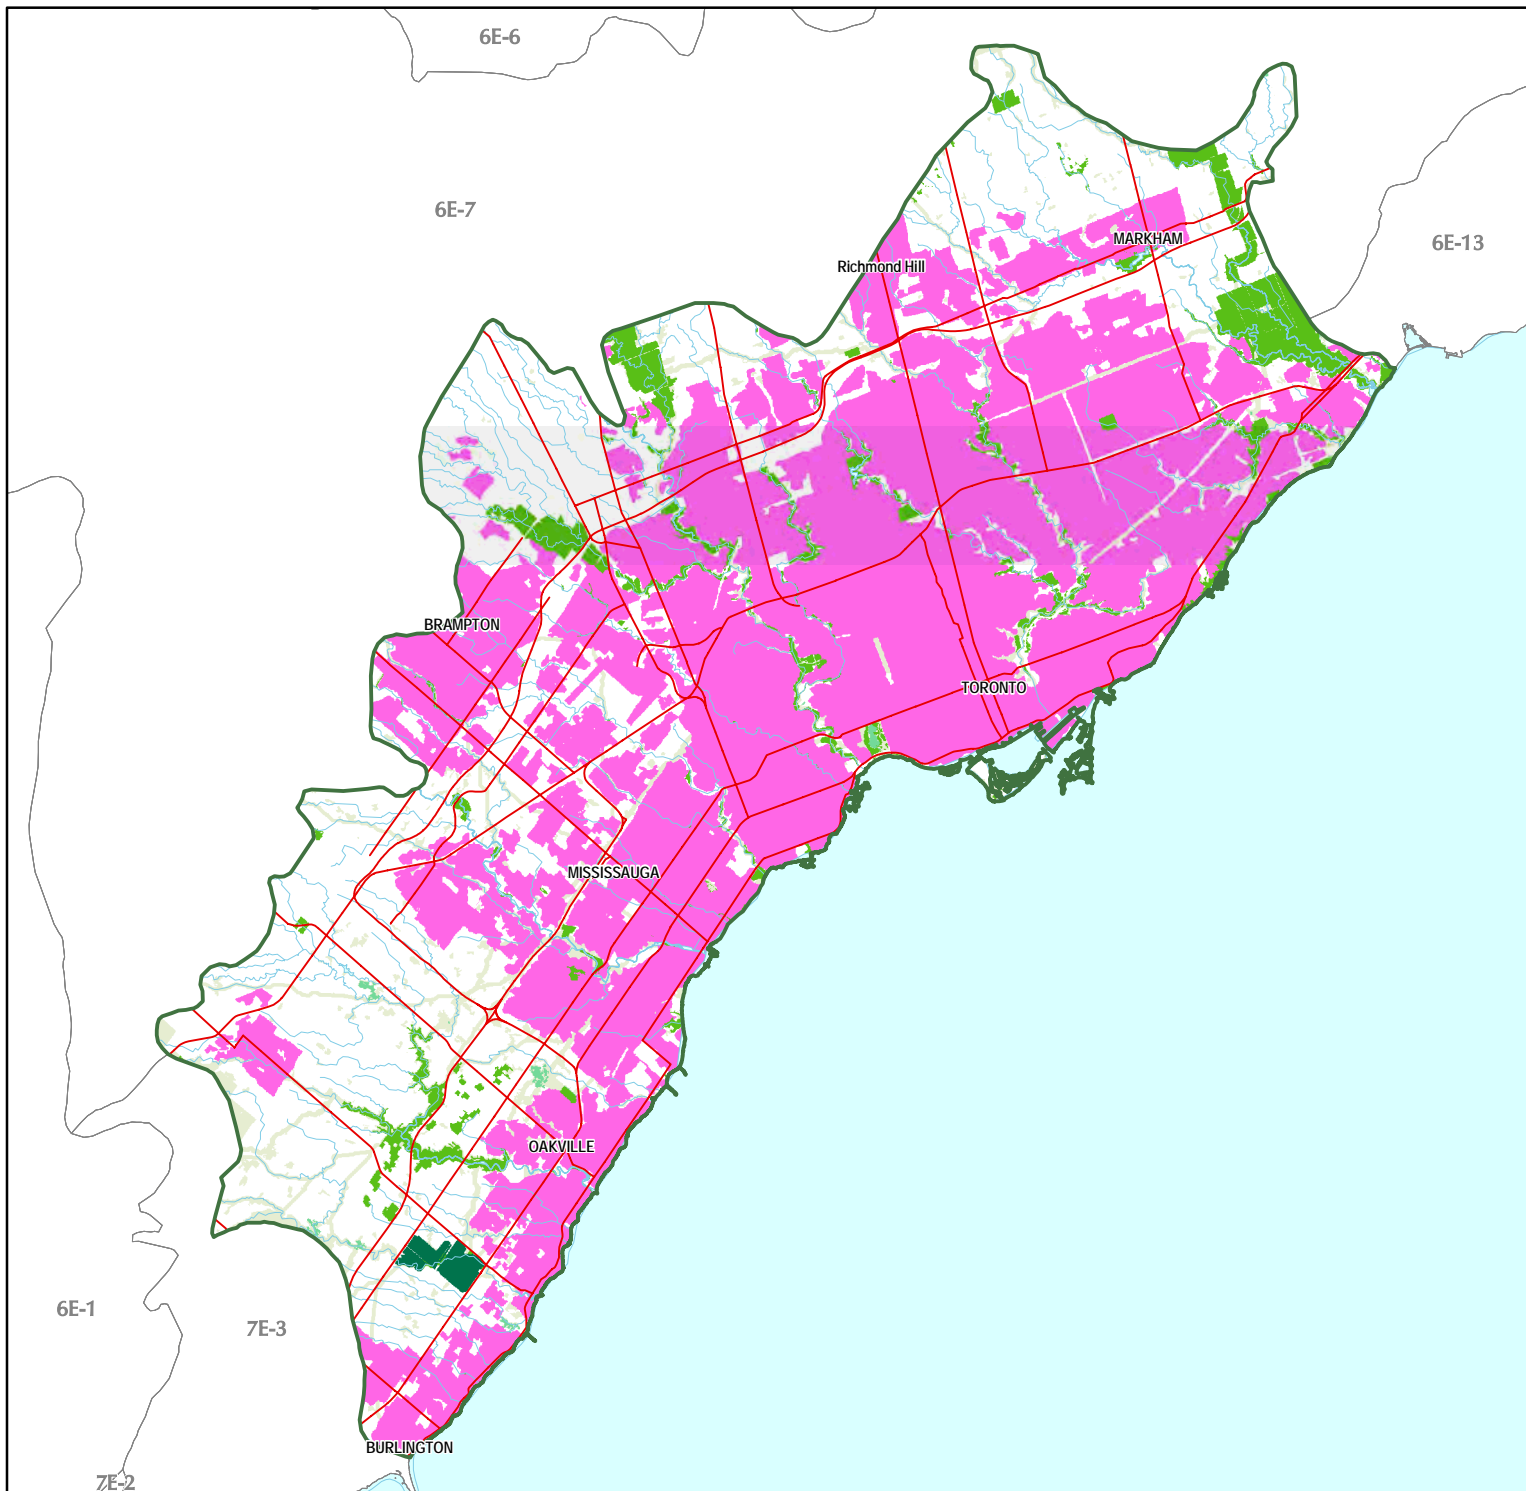 6E-6
6E-7
6E-13
MARKHAM
Richmond Hill
BRAMPTON
TORONTO
MISSISSAUGA
OAKVILLE
6E-1
7E-3
BURLINGTON
7E-2